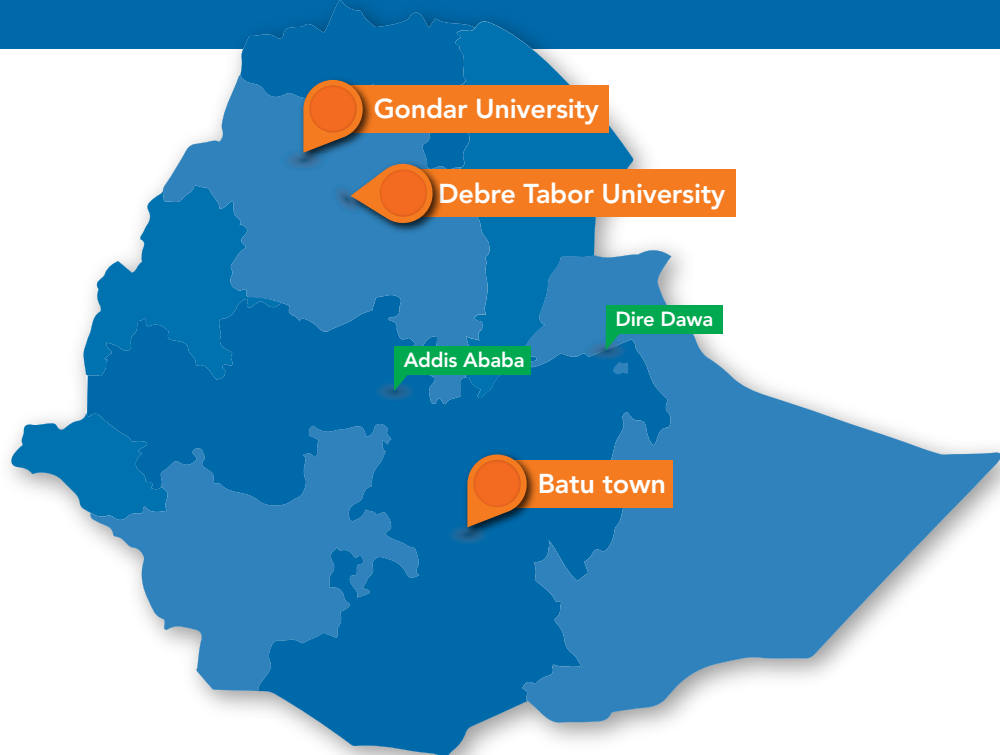 Gondar University
Debre Tabor University
Dire Dawa
Addis Ababa
Batu town